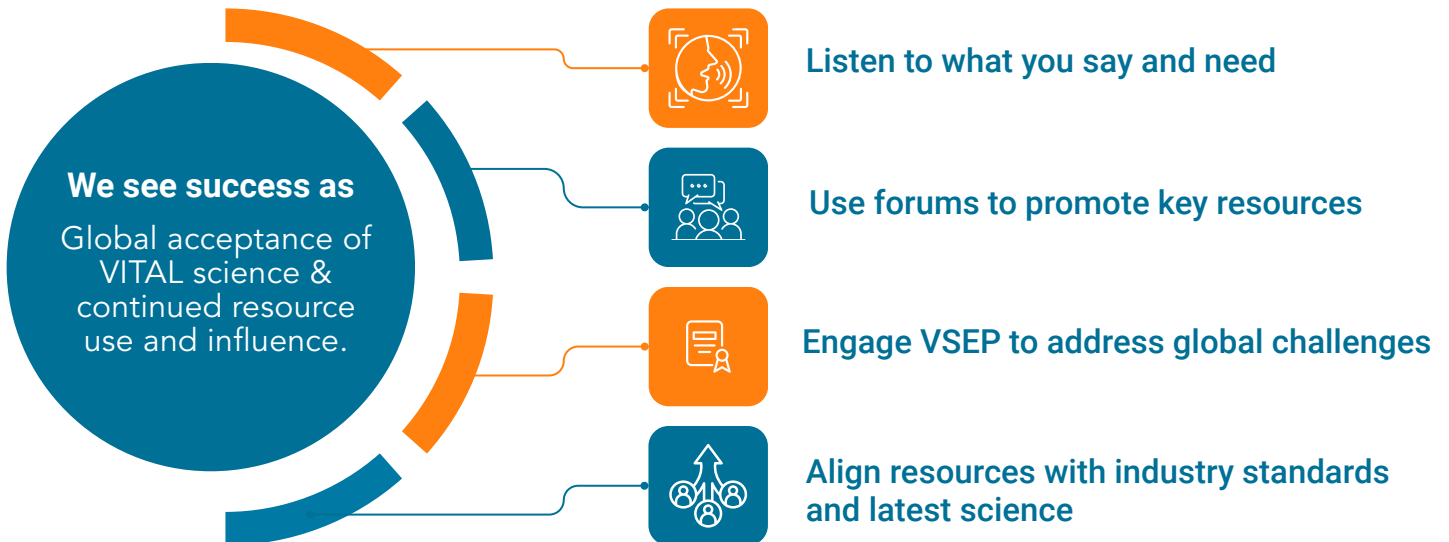 We see success as
Global acceptance of
VITAL science &
continued resource
use and influence.
Listen to what you say and need
Use forums to promote key resources
Engage VSEP to address global challenges
Align resources with industry standards
and latest science